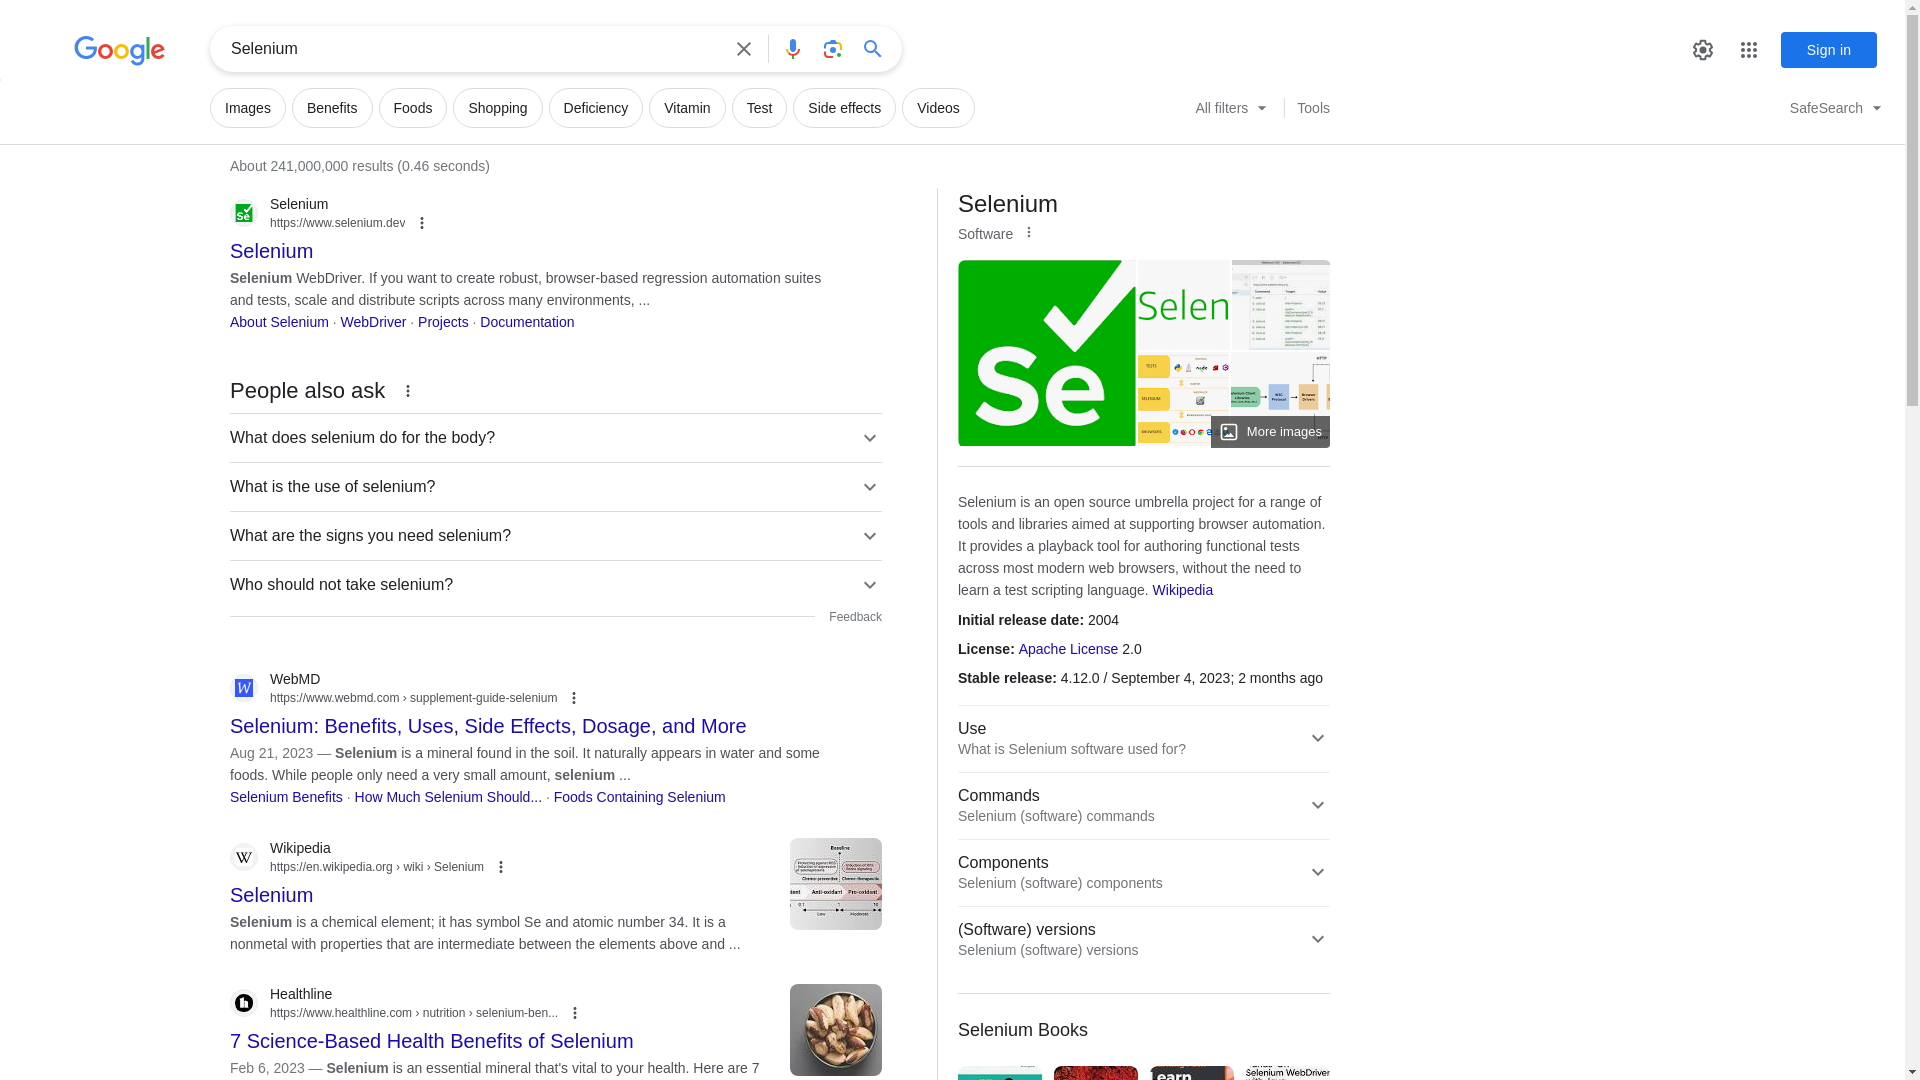 Google
Selenium
Sign in
Images
Benefits
Foods
Shopping
Deficiency
Vitamin
Test
Side effects
Videos
All filters
Tools
SafeSearch
About 241,000,000 results (0.46 seconds)
Selenium
https://www.selenium.dev
Selenium
Selenium WebDriver. If you want to create robust, browser-based regression automation suites
and tests, scale and distribute scripts across many environments, ...
About Selenium · WebDriver · Projects · Documentation
People also ask
What does selenium do for the body?
What is the use of selenium?
What are the signs you need selenium?
Who should not take selenium?
Feedback
WebMD
https://www.webmd.com › supplement-guide-selenium
Selenium: Benefits, Uses, Side Effects, Dosage, and More
Aug 21, 2023 — Selenium is a mineral found in the soil. It naturally appears in water and some
foods. While people only need a very small amount, selenium ...
Selenium Benefits · How Much Selenium Should... · Foods Containing Selenium
Wikipedia
https://en.wikipedia.org › wiki › Selenium
Selenium
Selenium is a chemical element; it has symbol Se and atomic number 34. It is a
nonmetal with properties that are intermediate between the elements above and ...
Baseline
Anti-oxidant
Pro-oxidant
Low
Moderate
Healthline
https://www.healthline.com › nutrition › selenium-ben...
7 Science-Based Health Benefits of Selenium
Feb 6, 2023 — Selenium is an essential mineral that's vital to your health. Here are 7
Selenium
Software
Se
Selen
More images
Selenium is an open source umbrella project for a range of
tools and libraries aimed at supporting browser automation.
It provides a playback tool for authoring functional tests
across most modern web browsers, without the need to
learn a test scripting language. Wikipedia
Initial release date: 2004
License: Apache License 2.0
Stable release: 4.12.0 / September 4, 2023; 2 months ago
Use
What is Selenium software used for?
Commands
Selenium (software) commands
Components
Selenium (software) components
(Software) versions
Selenium (software) versions
Selenium Books
Selenium WebDriver